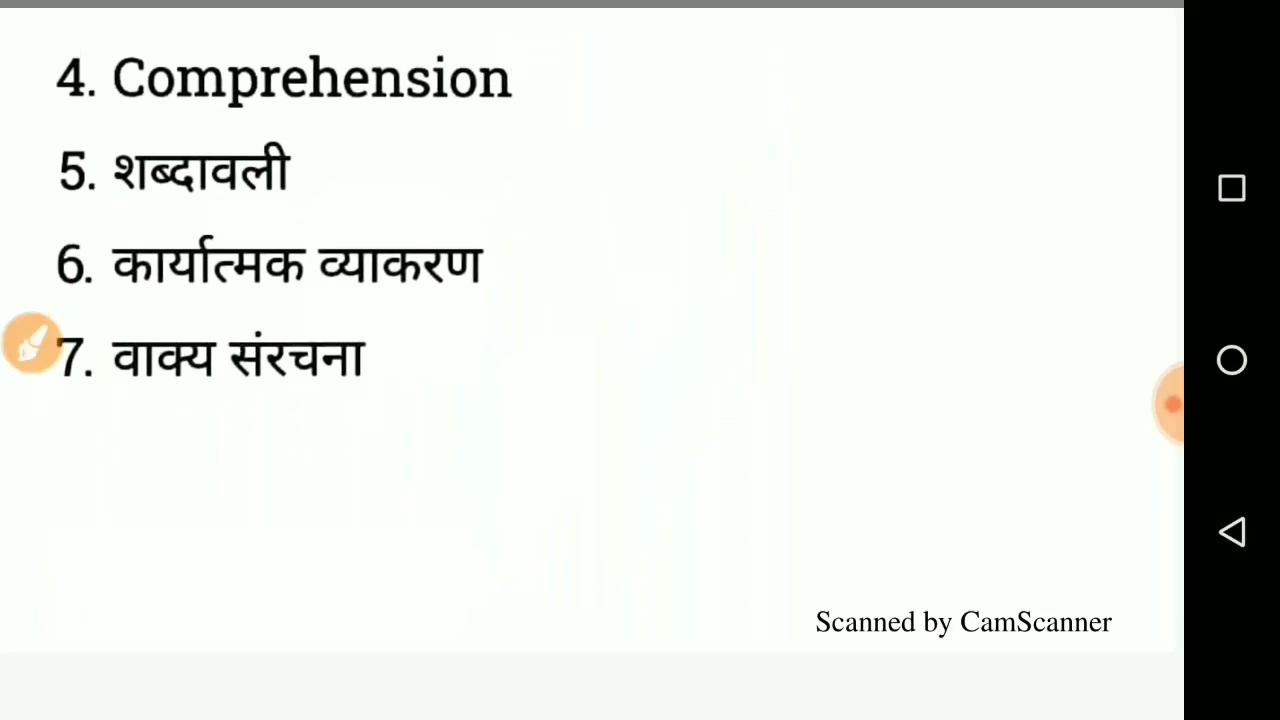 4. Comprehension
5. शब्दावली
6. कार्यात्मक व्याकरण
7. वाक्य संरचना
Scanned by CamScanner